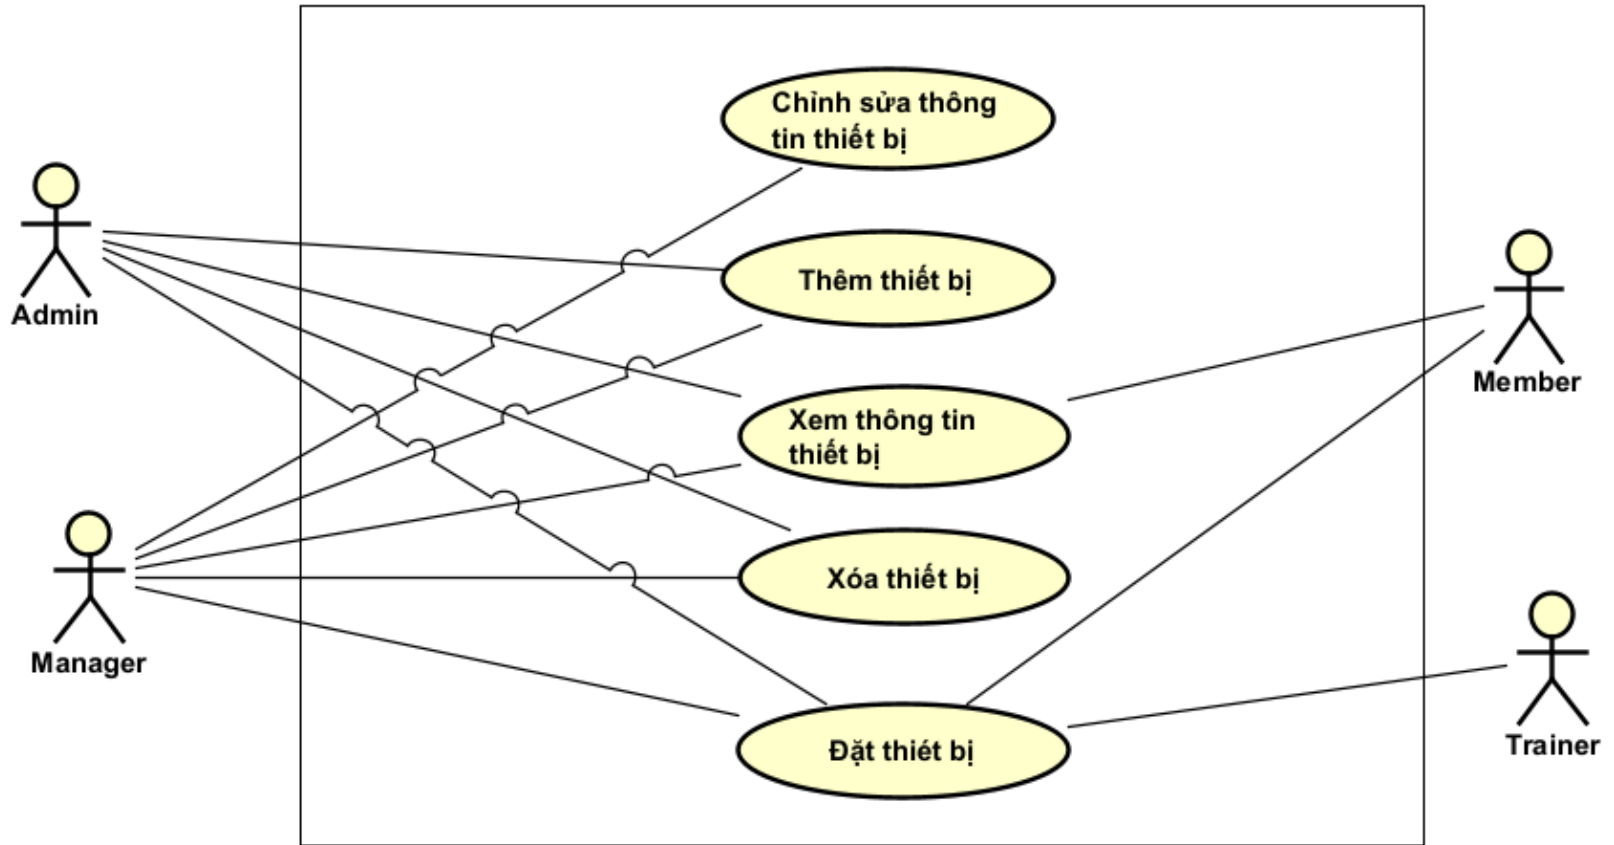 Chỉnh sửa thông
tin thiết bị
Admin
Thêm thiết bị
Member
Xem thông tin
thiết bị
Manager
Xóa thiết bị
Đặt thiét bị
Trainer